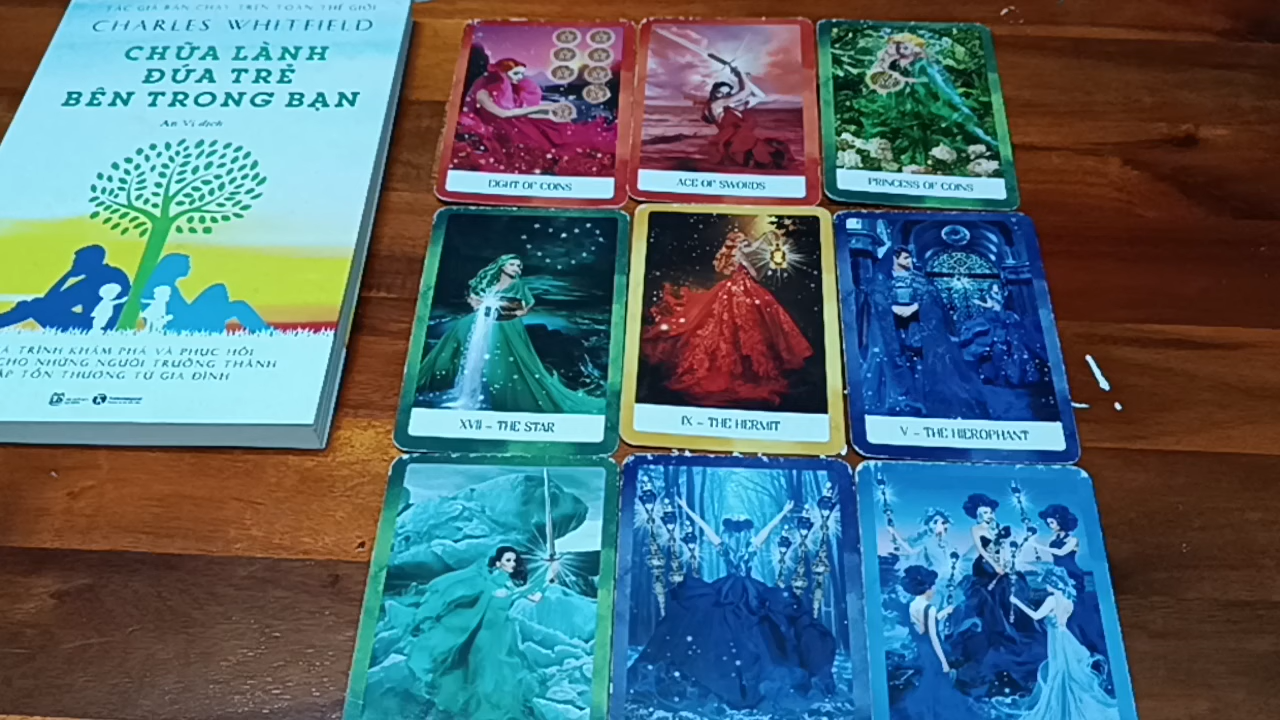 TÁC GIẢ BÁN CHẠY TRÊN TOÀN THẾ GIỚI
CHARLES WHITFIELD
CHỮA LÀNH
ĐỨA TRẺ
BÊN TRONG BẠN
An Vi dịch
TRÌNH KHÁM PHÁ VÀ PHỤC HỒI
CHO NHỮNG NGƯỜI TRƯỞNG THÀNH
TỔN THƯƠNG TỪ GIA ĐÌNH
EIGHT OF COINS
ACE OF SWORDS
PRINCESS OF COINS
XVII – THE STAR
IX – THE HERMIT
V – THE HIEROPHANT